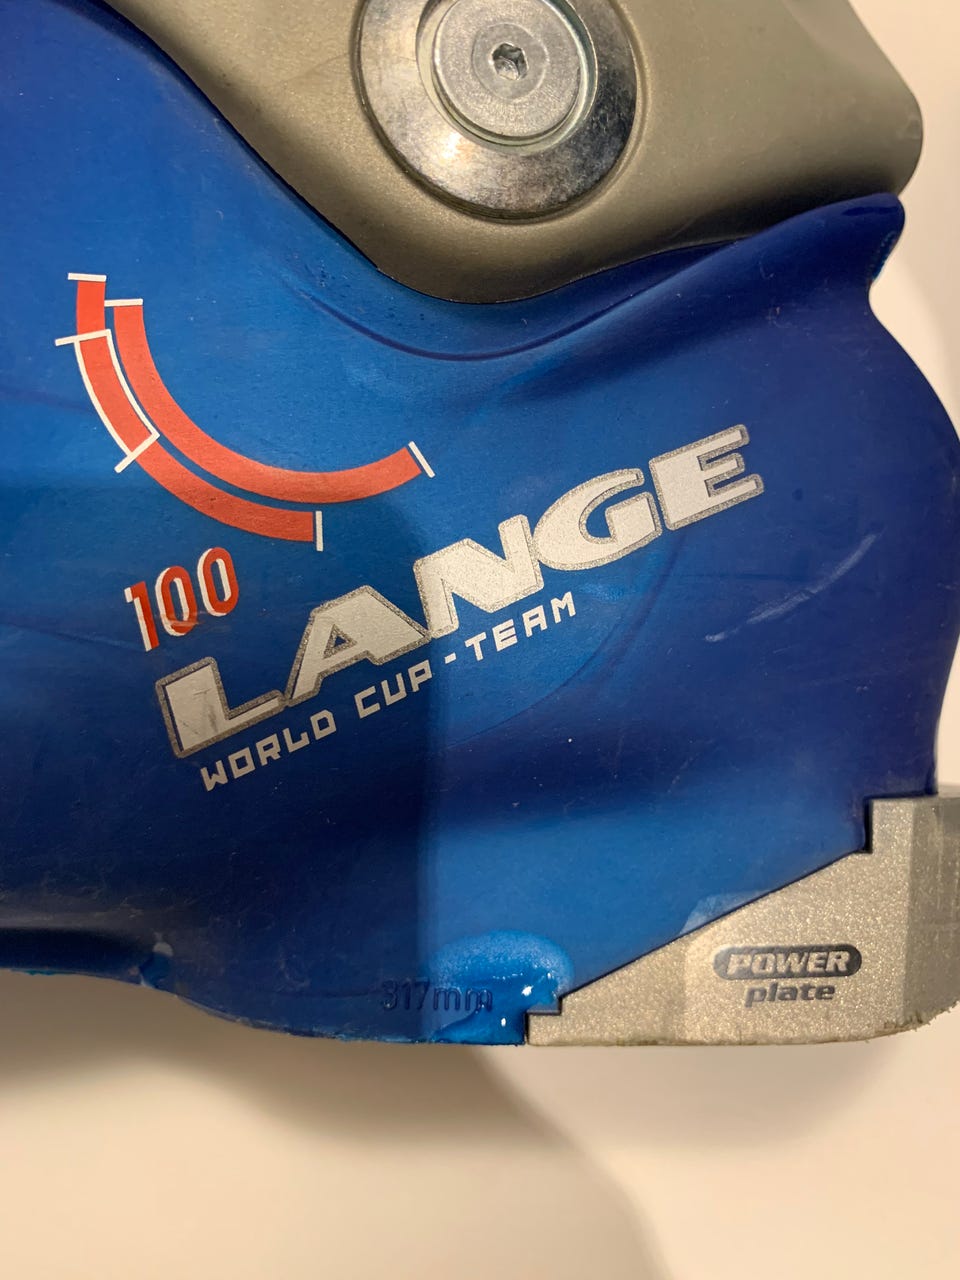 100
LANGE
WORLD CUP-TEAM
317mm
POWER
plate